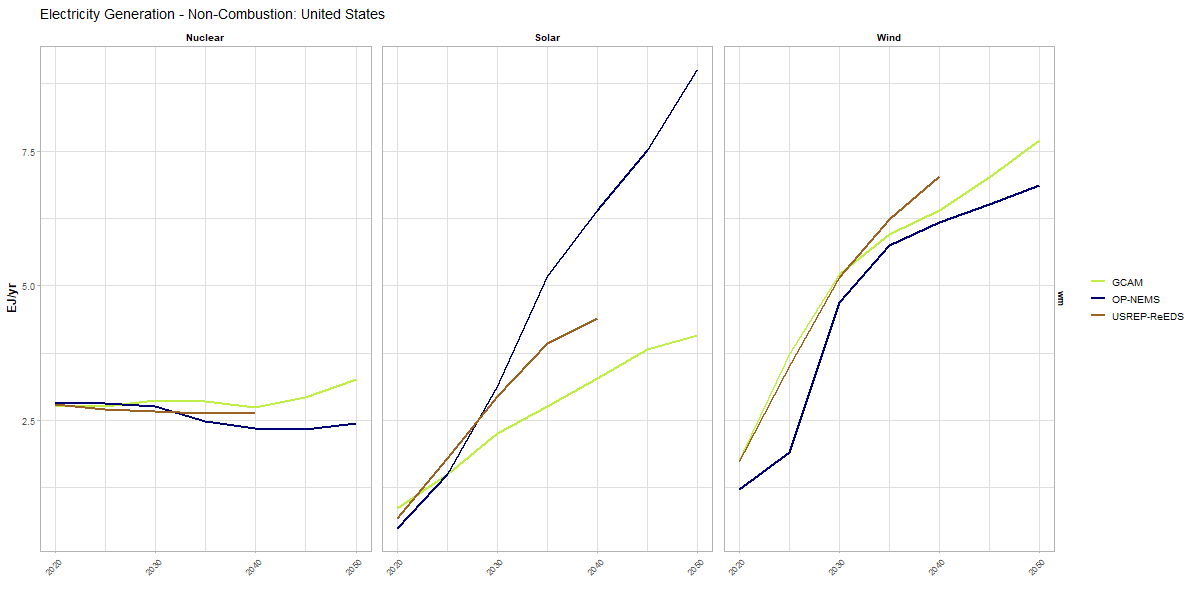 Electricity Generation - Non-Combustion: United States
Nuclear
Solar
Wind
EJ/yr
7.5
5.0
2.5
2020
2030
2040
2050
2020
2030
2040
2050
2020
2030
2040
2050
wm
GCAM
OP-NEMS
USREP-ReEDS